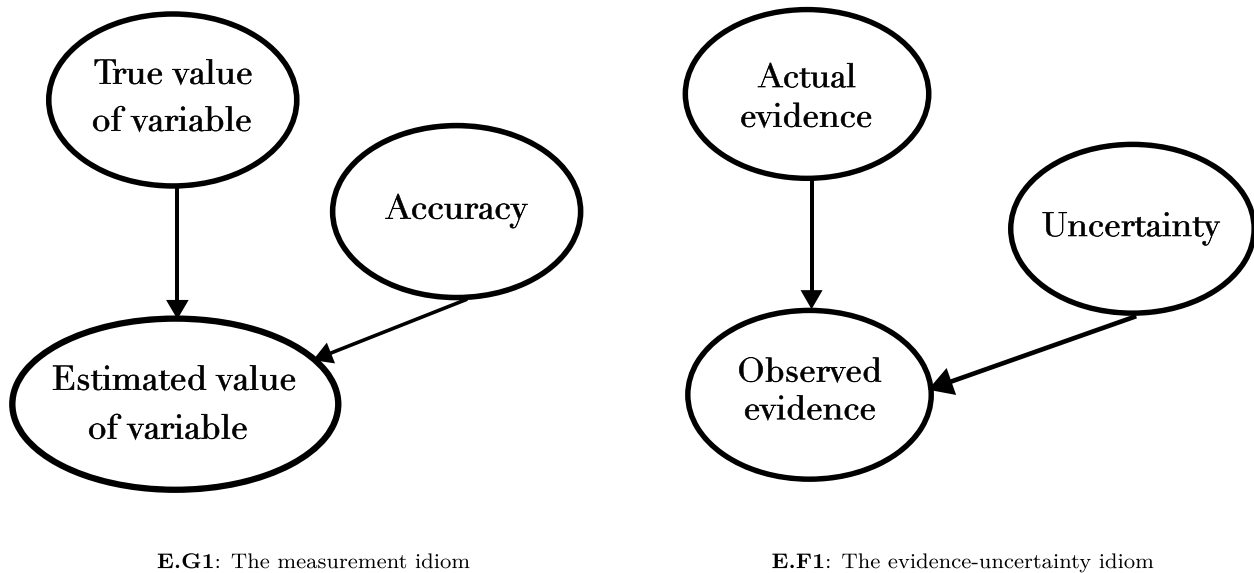 True value
of variable
Accuracy
Estimated value
of variable
E.G1: The measurement idiom
Actual
evidence
Uncertainty
Observed
evidence
E.F1: The evidence-uncertainty idiom